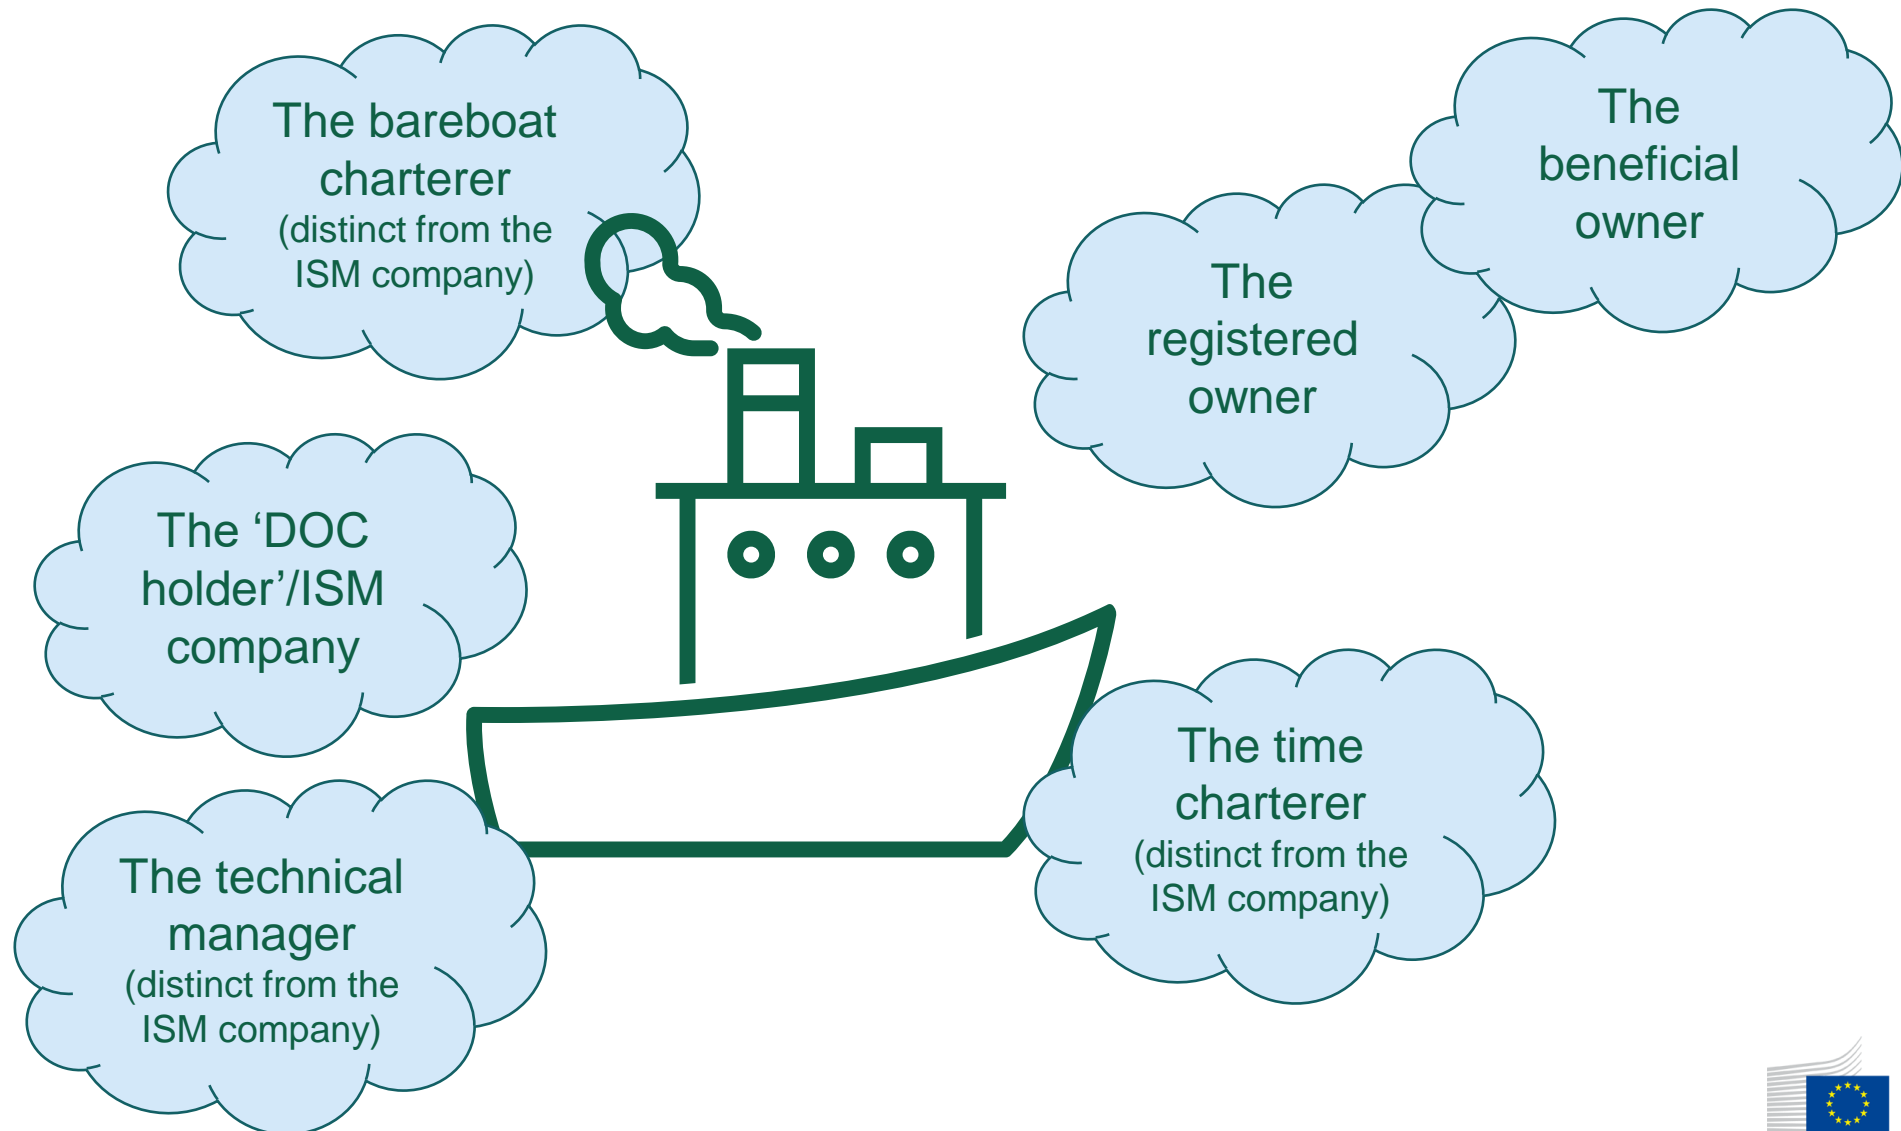 The bareboat
charterer
(distinct from the
ISM company)
The
beneficial
owner
The
registered
owner
The ‘DOC
holder’/ISM
company
The time
charterer
(distinct from the
ISM company)
The technical
manager
(distinct from the
ISM company)